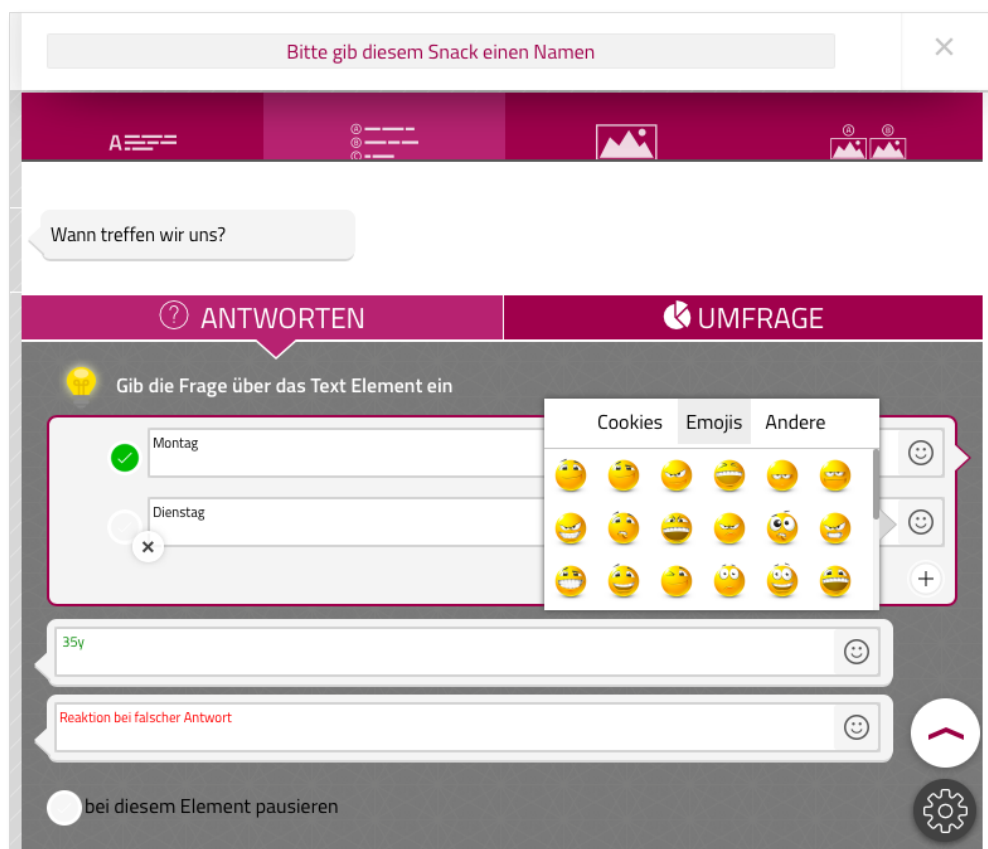 Bitte gib diesem Snack einen Namen
A
A
B
C
A B
Wann treffen wir uns?
ANTWORTEN
UMFRAGE
Gib die Frage über das Text Element ein
Cookies Emojis Andere
Montag
Dienstag
35y
Reaktion bei falscher Antwort
bei diesem Element pausieren